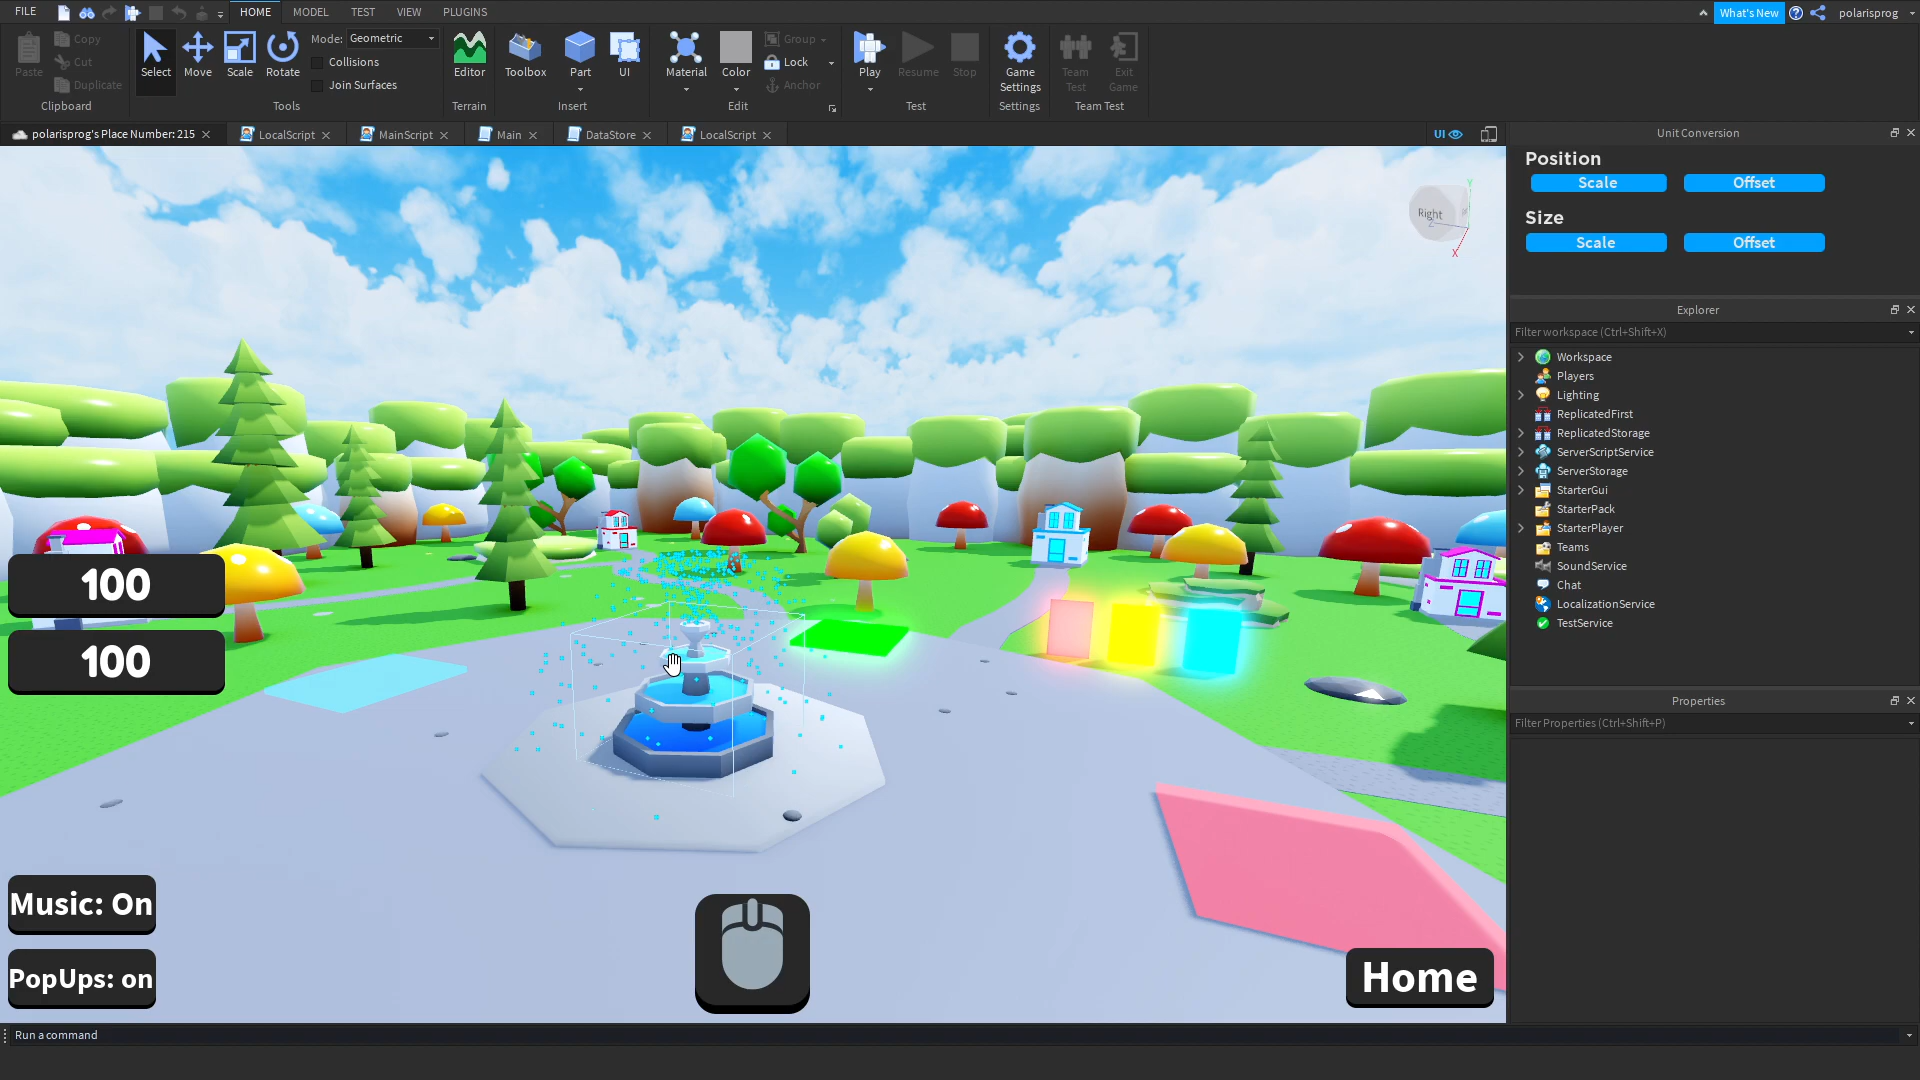 FILE
HOME
MODEL
TEST
VIEW
PLUGINS
What's New
polarisprog
Paste
Copy
Cut
Duplicate
Clipboard
Select
Move
Scale
Rotate
Mode: Geometric
Collisions
Join Surfaces
Tools
Editor
Terrain
Toolbox
Part
UI
Insert
Material
Color
Group
Lock
Anchor
Edit
Play
Resume
Stop
Test
Game
Settings
Settings
Team
Test
Exit
Game
Team Test
polarisprog's Place Number: 215
LocalScript
MainScript
Main
DataStore
LocalScript
UI
Right
Y
Z
X
100
100
Music: On
PopUps: on
Home
Unit Conversion
Position
Scale
Offset
Size
Scale
Offset
Explorer
Filter workspace (Ctrl+Shift+X)
Workspace
Players
Lighting
ReplicatedFirst
ReplicatedStorage
ServerScriptService
ServerStorage
StarterGui
StarterPack
StarterPlayer
Teams
SoundService
Chat
LocalizationService
TestService
Properties
Filter Properties (Ctrl+Shift+P)
Run a command